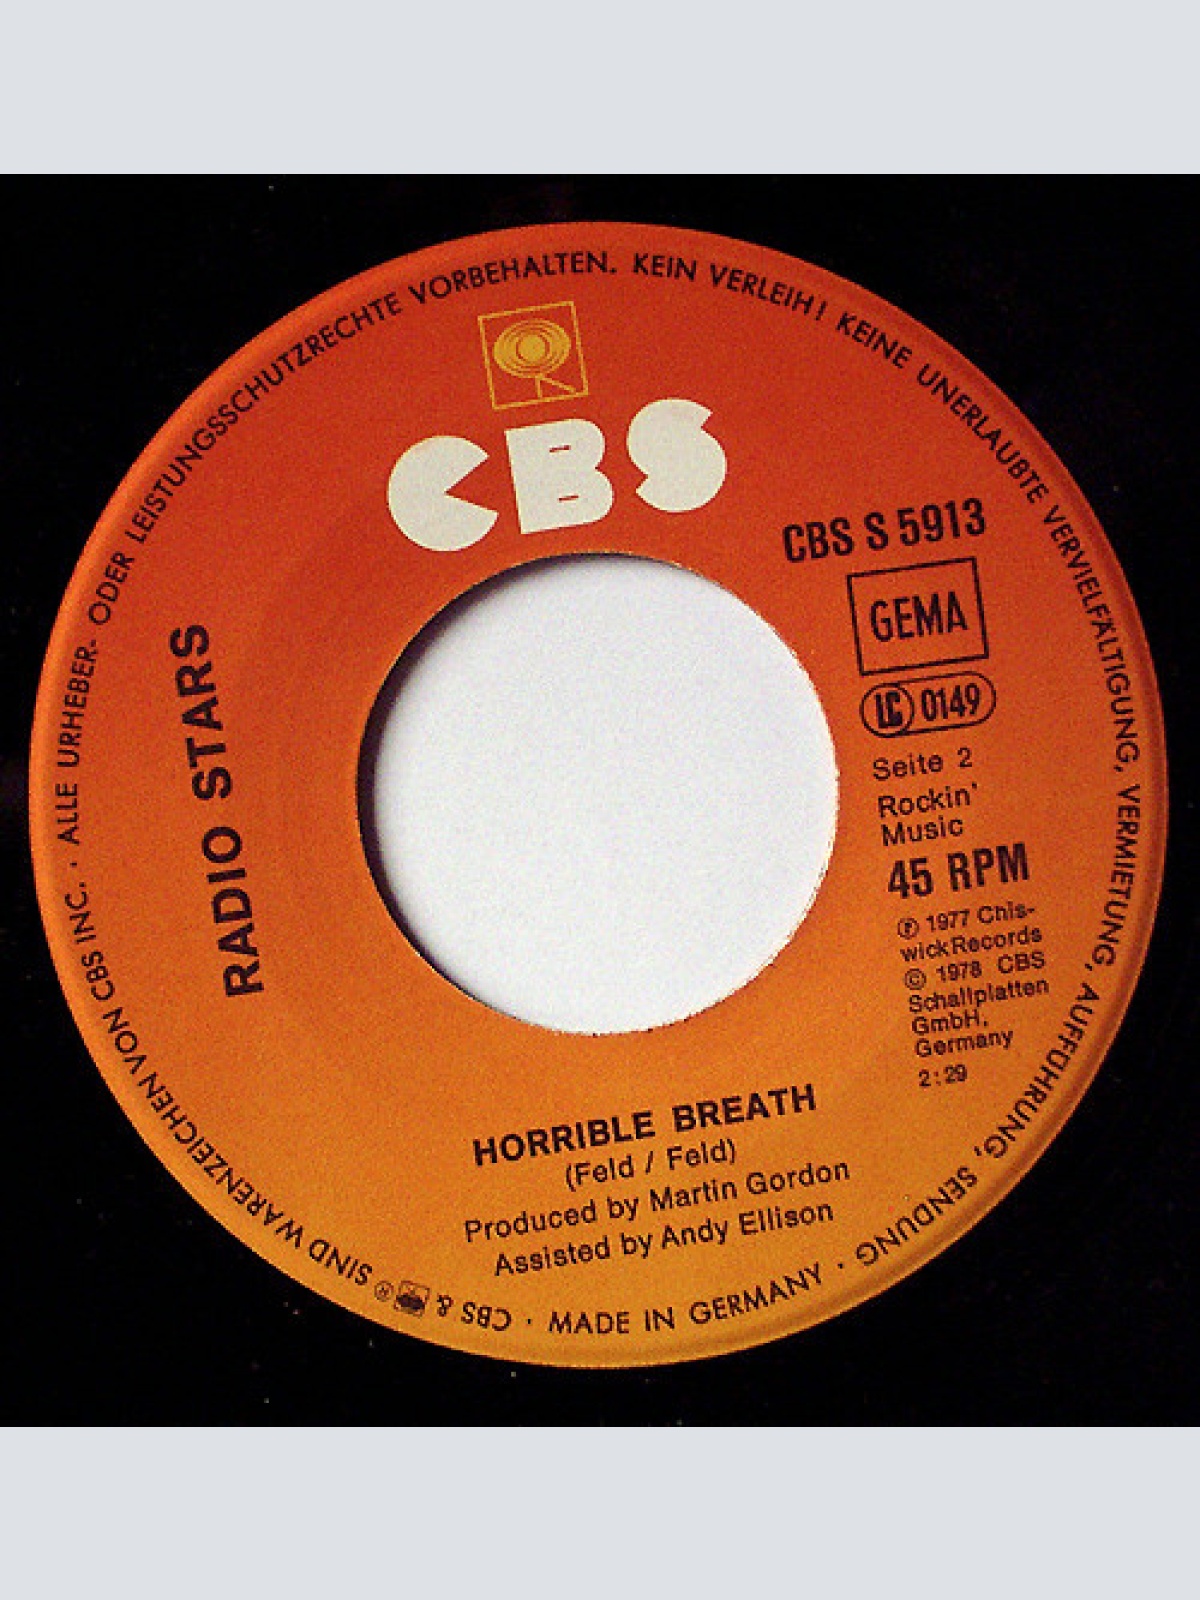 CBS
CBS S 5913
GEMA
LC 0149
Seite 2
Rockin'
Music
45 RPM
℗ 1977 Chis-
wick Records
© 1978 CBS
Schallplatten
GmbH,
Germany
2:29
RADIO STARS
HORRIBLE BREATH
(Feld / Feld)
Produced by Martin Gordon
Assisted by Andy Ellison
· ALLE URHEBER- ODER LEISTUNGSSCHUTZRECHTE VORBEHALTEN. KEIN VERLEIH! KEINE UNERLAUBTE VERVIELFÄLTIGUNG, VERMIETUNG, AUFFÜHRUNG, SENDUNG · MADE IN GERMANY · CBS & ® SIND WARENZEICHEN VON CBS INC.